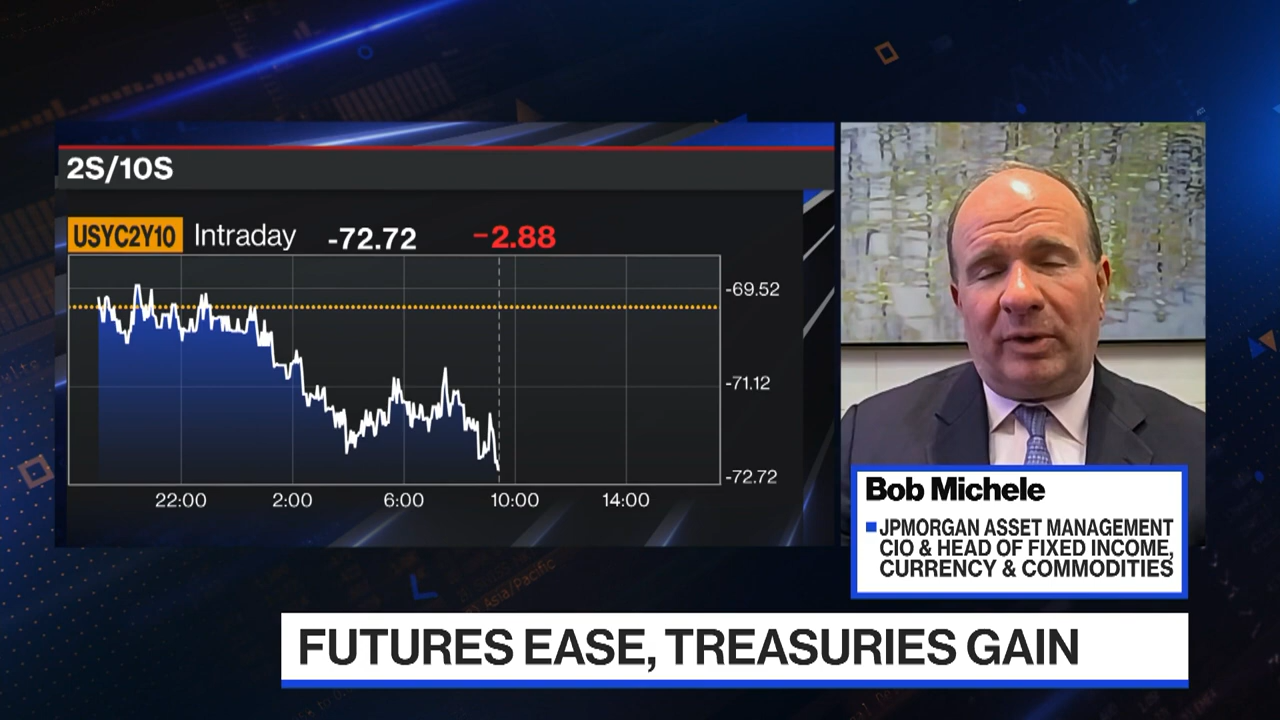 2S/10S
USYC2Y10 Intraday -72.72 -2.88
-69.52
-71.12
-72.72
22:00 2:00 6:00 10:00 14:00
Bob Michele
JPMORGAN ASSET MANAGEMENT
CIO & HEAD OF FIXED INCOME,
CURRENCY & COMMODITIES
Asia/Pacific
FUTURES EASE, TREASURIES GAIN